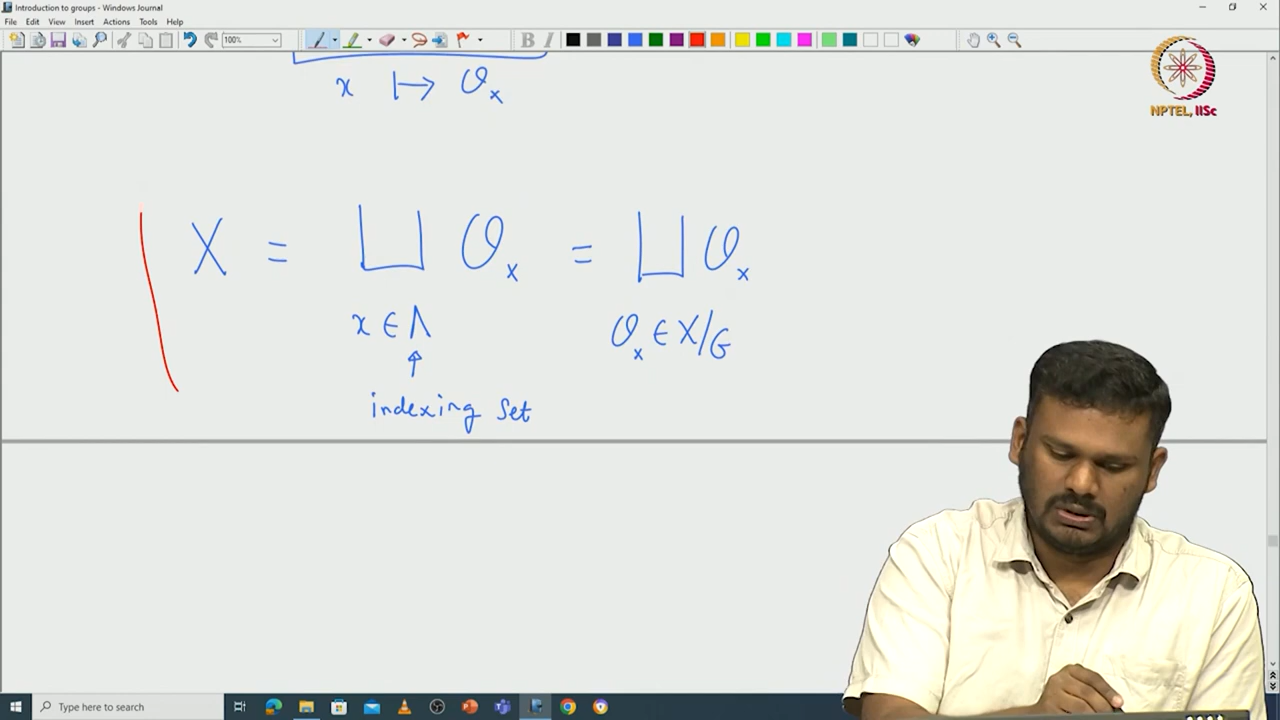 Introduction to groups - Windows Journal
File Edit View Insert Actions Tools Help
100%
B I
NPTEL, IISc
x ↦ O_x
X = ⊔ O_x = ⊔ O_x
x ∈ Λ O_x ∈ X/G
↑
indexing set
Type here to search